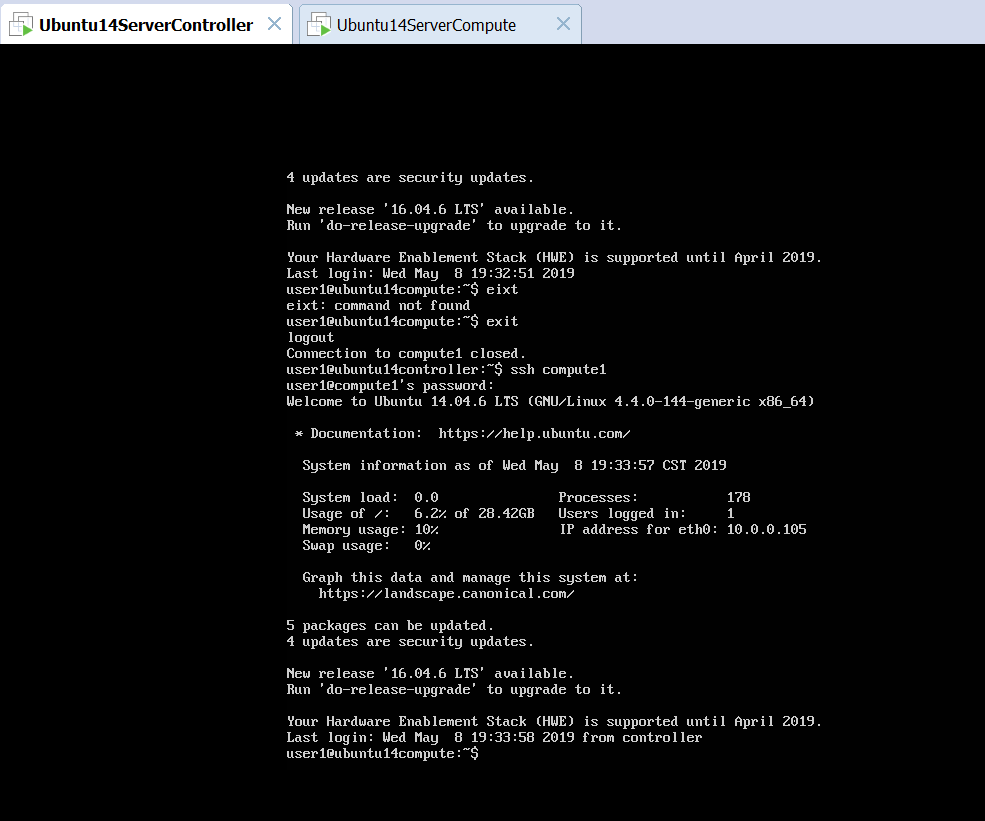 Ubuntu14ServerController
Ubuntu14ServerCompute
4 updates are security updates.
New release '16.04.6 LTS' available.
Run 'do-release-upgrade' to upgrade to it.
Your Hardware Enablement Stack (HWE) is supported until April 2019.
Last login: Wed May  8 19:32:51 2019
user1@ubuntu14compute:~$ eixt
eixt: command not found
user1@ubuntu14compute:~$ exit
logout
Connection to compute1 closed.
user1@ubuntu14controller:~$ ssh compute1
user1@compute1's password:
Welcome to Ubuntu 14.04.6 LTS (GNU/Linux 4.4.0-144-generic x86_64)
* Documentation:  https://help.ubuntu.com/
System information as of Wed May  8 19:33:57 CST 2019
System load:  0.0               Processes:           178
Usage of /:   6.2% of 28.42GB   Users logged in:     1
Memory usage: 10%               IP address for eth0: 10.0.0.105
Swap usage:   0%
Graph this data and manage this system at:
https://landscape.canonical.com/
5 packages can be updated.
4 updates are security updates.
New release '16.04.6 LTS' available.
Run 'do-release-upgrade' to upgrade to it.
Your Hardware Enablement Stack (HWE) is supported until April 2019.
Last login: Wed May  8 19:33:58 2019 from controller
user1@ubuntu14compute:~$